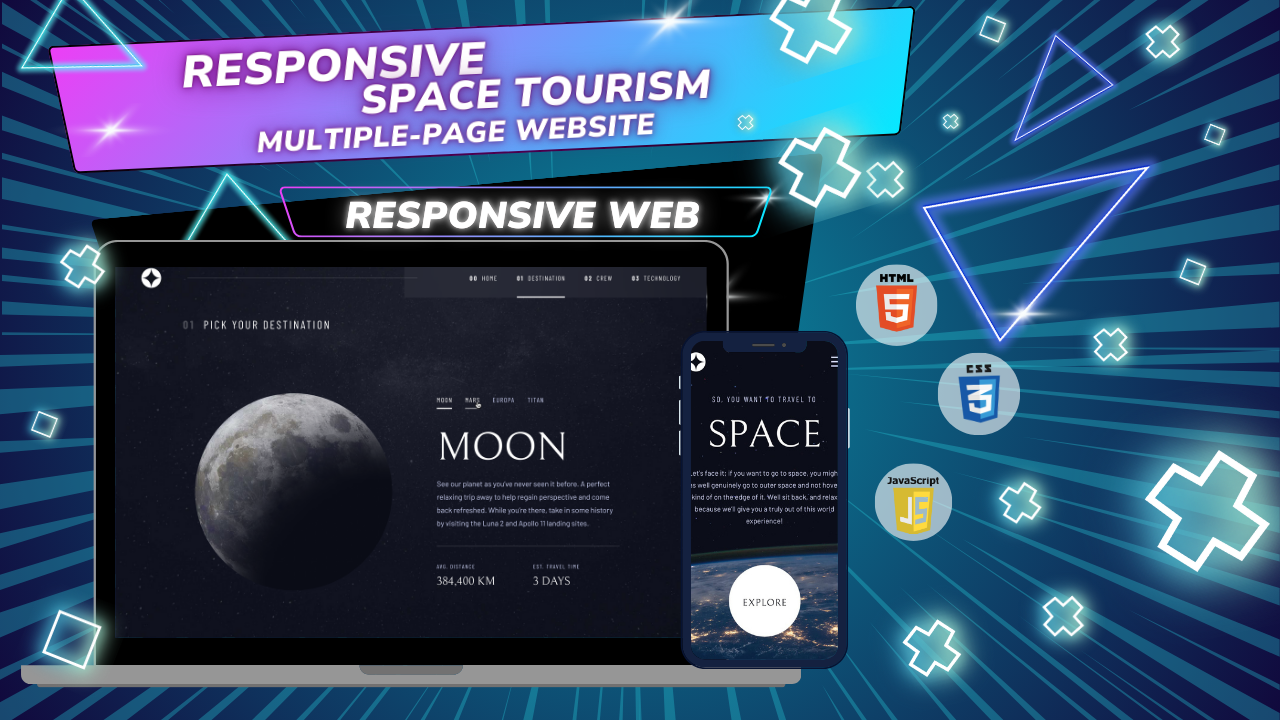 RESPONSIVE
SPACE TOURISM
MULTIPLE-PAGE WEBSITE
RESPONSIVE WEB
00 HOME 01 DESTINATION 02 CREW 03 TECHNOLOGY
01 PICK YOUR DESTINATION
MOON MARS EUROPA TITAN
MOON
See our planet as you've never seen it before. A perfect
relaxing trip away to help regain perspective and come
back refreshed. While you're there, take in some history
by visiting the Luna 2 and Apollo 11 landing sites.
AVG. DISTANCE EST. TRAVEL TIME
384,400 KM 3 DAYS
SO, YOU WANT TO TRAVEL TO
SPACE
Let's face it; if you want to go to space, you migh
as well genuinely go to outer space and not hove
kind of on the edge of it. Well sit back, and relax
because we'll give you a truly out of this world
experience!
EXPLORE
HTML
5
CSS
3
JavaScript
JS